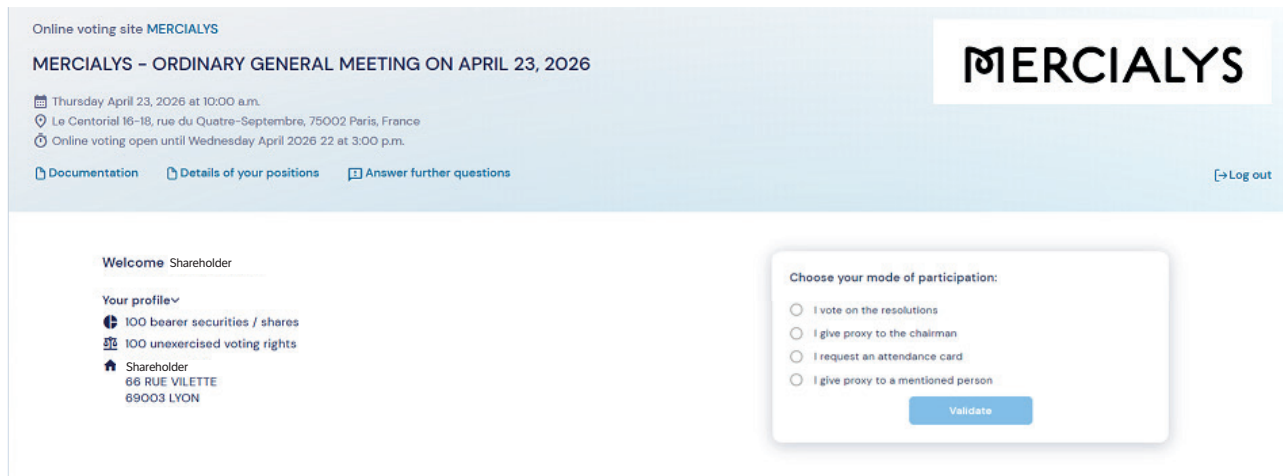 Online voting site MERCIALYS
MERCIALYS
MERCIALYS - ORDINARY GENERAL MEETING ON APRIL 23, 2026
Thursday April 23, 2026 at 10:00 a.m.
Le Centorial 16-18, rue du Quatre-Septembre, 75002 Paris, France
Online voting open until Wednesday April 2026 22 at 3:00 p.m.
Documentation Details of your positions Answer further questions Log out
Welcome Shareholder
Your profile
100 bearer securities / shares
100 unexercised voting rights
Shareholder
66 RUE VILETTE
69003 LYON
Choose your mode of participation:
I vote on the resolutions
I give proxy to the chairman
I request an attendance card
I give proxy to a mentioned person
Validate